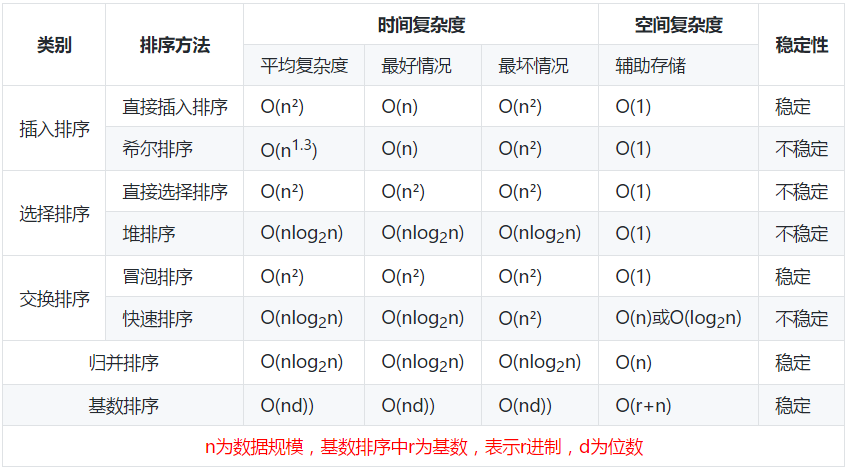 类别 排序方法 时间复杂度 空间复杂度 稳定性
平均复杂度 最好情况 最坏情况 辅助存储
插入排序 直接插入排序 O(n²) O(n) O(n²) O(1) 稳定
希尔排序 O(n^1.3) O(n) O(n²) O(1) 不稳定
选择排序 直接选择排序 O(n²) O(n²) O(n²) O(1) 不稳定
堆排序 O(nlog₂n) O(nlog₂n) O(nlog₂n) O(1) 不稳定
交换排序 冒泡排序 O(n²) O(n²) O(n²) O(1) 稳定
快速排序 O(nlog₂n) O(nlog₂n) O(n²) O(n)或O(log₂n) 不稳定
归并排序 O(nlog₂n) O(nlog₂n) O(nlog₂n) O(n) 稳定
基数排序 O(nd)) O(nd)) O(nd)) O(r+n) 稳定
n为数据规模，基数排序中r为基数，表示r进制，d为位数